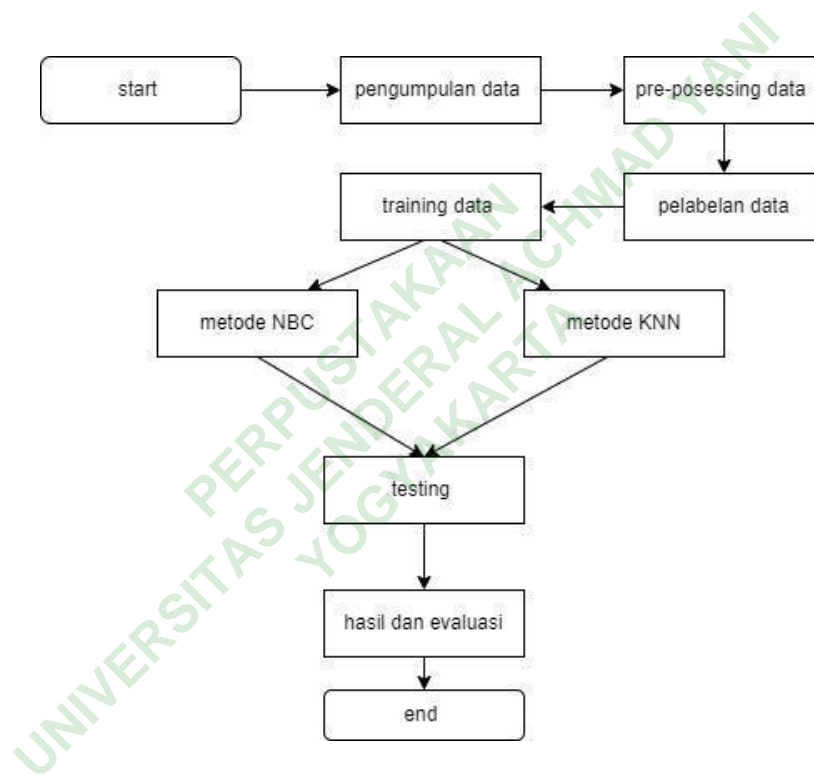 start
pengumpulan data
pre-posessing data
training data
pelabelan data
metode NBC
metode KNN
testing
hasil dan evaluasi
end
PERPUSTAKAAN
UNIVERSITAS JENDERAL ACHMAD YANI
YOGYAKARTA